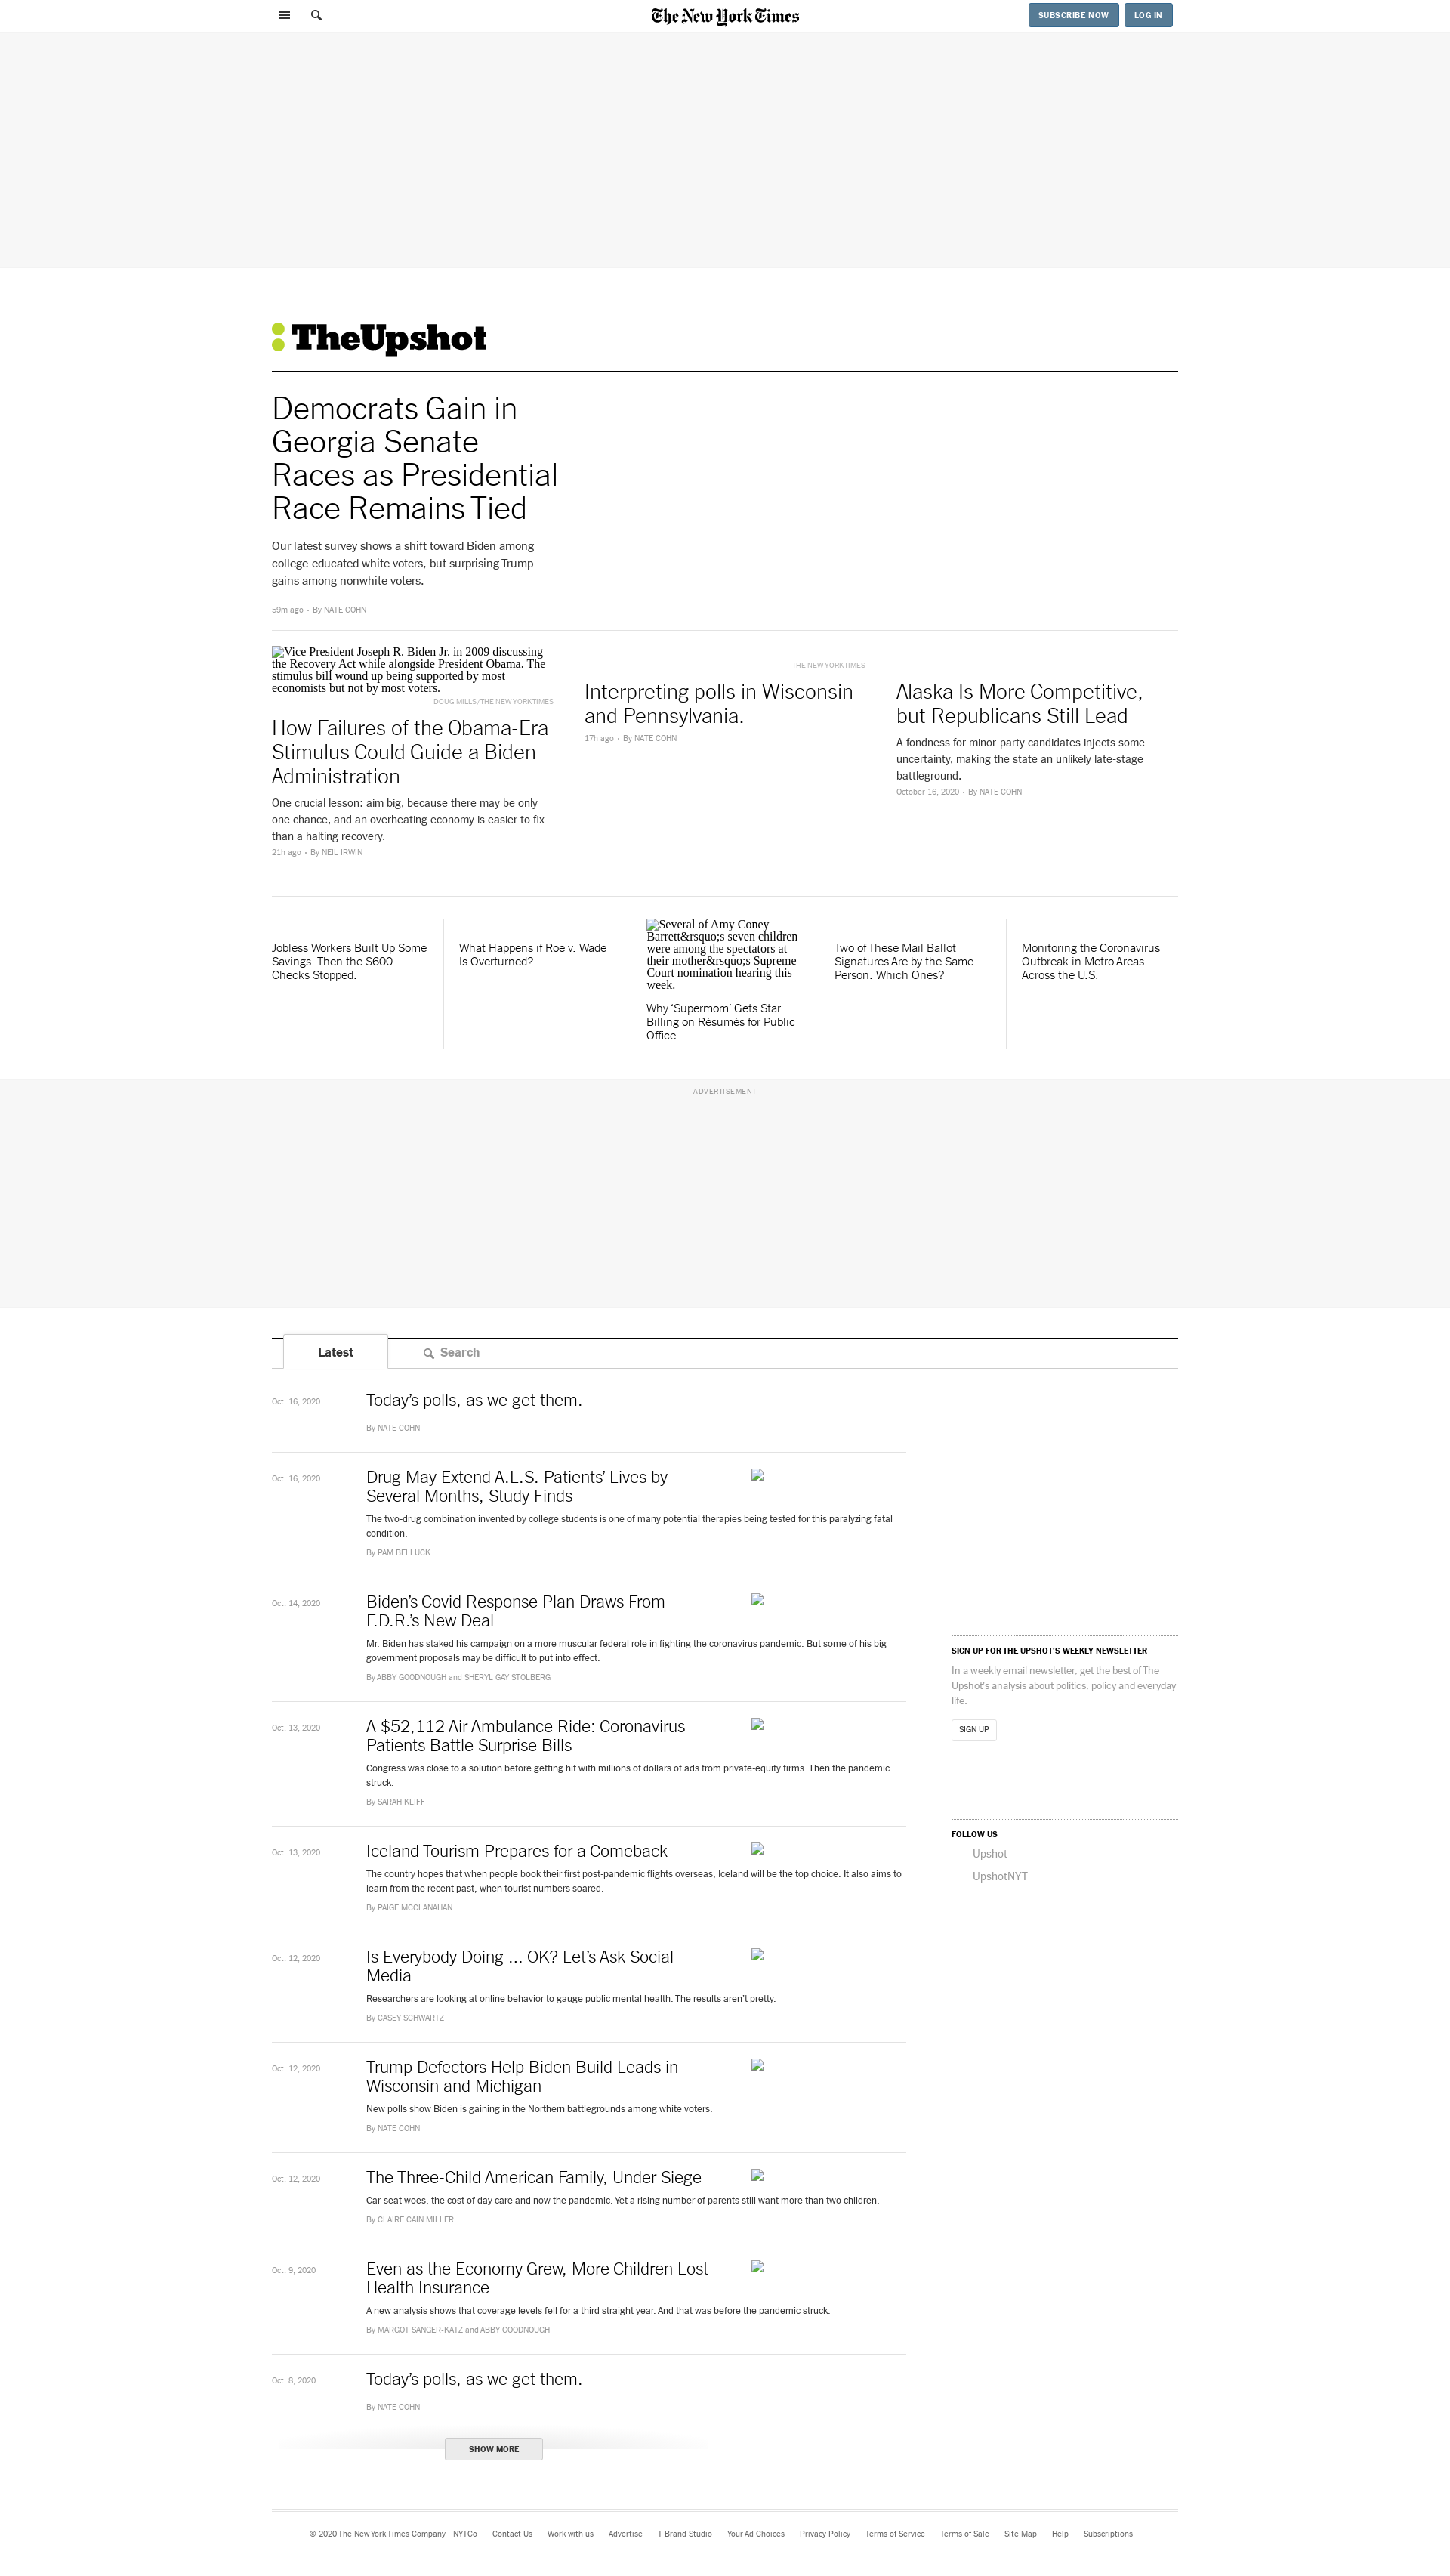 The New York Times
SUBSCRIBE NOW
LOG IN
TheUpshot
Democrats Gain in
Georgia Senate
Races as Presidential
Race Remains Tied
Our latest survey shows a shift toward Biden among
college-educated white voters, but surprising Trump
gains among nonwhite voters.
59m ago • By NATE COHN
Vice President Joseph R. Biden Jr. in 2009 discussing
the Recovery Act while alongside President Obama. The
stimulus bill wound up being supported by most
economists but not by most voters.
DOUG MILLS/THE NEW YORK TIMES
How Failures of the Obama-Era
Stimulus Could Guide a Biden
Administration
One crucial lesson: aim big, because there may be only
one chance, and an overheating economy is easier to fix
than a halting recovery.
21h ago • By NEIL IRWIN
THE NEW YORK TIMES
Interpreting polls in Wisconsin
and Pennsylvania.
17h ago • By NATE COHN
Alaska Is More Competitive,
but Republicans Still Lead
A fondness for minor-party candidates injects some
uncertainty, making the state an unlikely late-stage
battleground.
October 16, 2020 • By NATE COHN
Jobless Workers Built Up Some
Savings. Then the $600
Checks Stopped.
What Happens if Roe v. Wade
Is Overturned?
Several of Amy Coney
Barrett&rsquo;s seven children
were among the spectators at
their mother&rsquo;s Supreme
Court nomination hearing this
week.
Why ‘Supermom’ Gets Star
Billing on Résumés for Public
Office
Two of These Mail Ballot
Signatures Are by the Same
Person. Which Ones?
Monitoring the Coronavirus
Outbreak in Metro Areas
Across the U.S.
ADVERTISEMENT
Latest
Search
Oct. 16, 2020
Today’s polls, as we get them.
By NATE COHN
Oct. 16, 2020
Drug May Extend A.L.S. Patients’ Lives by
Several Months, Study Finds
The two-drug combination invented by college students is one of many potential therapies being tested for this paralyzing fatal
condition.
By PAM BELLUCK
Oct. 14, 2020
Biden’s Covid Response Plan Draws From
F.D.R.’s New Deal
Mr. Biden has staked his campaign on a more muscular federal role in fighting the coronavirus pandemic. But some of his big
government proposals may be difficult to put into effect.
By ABBY GOODNOUGH and SHERYL GAY STOLBERG
Oct. 13, 2020
A $52,112 Air Ambulance Ride: Coronavirus
Patients Battle Surprise Bills
Congress was close to a solution before getting hit with millions of dollars of ads from private-equity firms. Then the pandemic
struck.
By SARAH KLIFF
Oct. 13, 2020
Iceland Tourism Prepares for a Comeback
The country hopes that when people book their first post-pandemic flights overseas, Iceland will be the top choice. It also aims to
learn from the recent past, when tourist numbers soared.
By PAIGE MCCLANAHAN
Oct. 12, 2020
Is Everybody Doing … OK? Let’s Ask Social
Media
Researchers are looking at online behavior to gauge public mental health. The results aren’t pretty.
By CASEY SCHWARTZ
Oct. 12, 2020
Trump Defectors Help Biden Build Leads in
Wisconsin and Michigan
New polls show Biden is gaining in the Northern battlegrounds among white voters.
By NATE COHN
Oct. 12, 2020
The Three-Child American Family, Under Siege
Car-seat woes, the cost of day care and now the pandemic. Yet a rising number of parents still want more than two children.
By CLAIRE CAIN MILLER
Oct. 9, 2020
Even as the Economy Grew, More Children Lost
Health Insurance
A new analysis shows that coverage levels fell for a third straight year. And that was before the pandemic struck.
By MARGOT SANGER-KATZ and ABBY GOODNOUGH
Oct. 8, 2020
Today’s polls, as we get them.
By NATE COHN
SHOW MORE
SIGN UP FOR THE UPSHOT’S WEEKLY NEWSLETTER
In a weekly email newsletter, get the best of The
Upshot’s analysis about politics, policy and everyday
life.
SIGN UP
FOLLOW US
Upshot
UpshotNYT
© 2020 The New York Times Company NYTCo Contact Us Work with us Advertise T Brand Studio Your Ad Choices Privacy Policy Terms of Service Terms of Sale Site Map Help Subscriptions